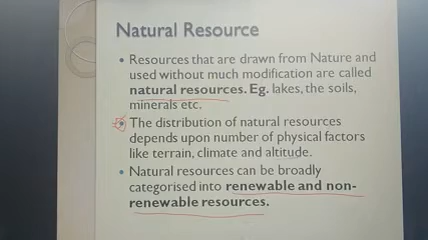 Natural Resource
• Resources that are drawn from Nature and
used without much modification are called
natural resources. Eg. lakes, the soils,
minerals etc.
• The distribution of natural resources
depends upon number of physical factors
like terrain, climate and altitude.
• Natural resources can be broadly
categorised into renewable and non-
renewable resources.